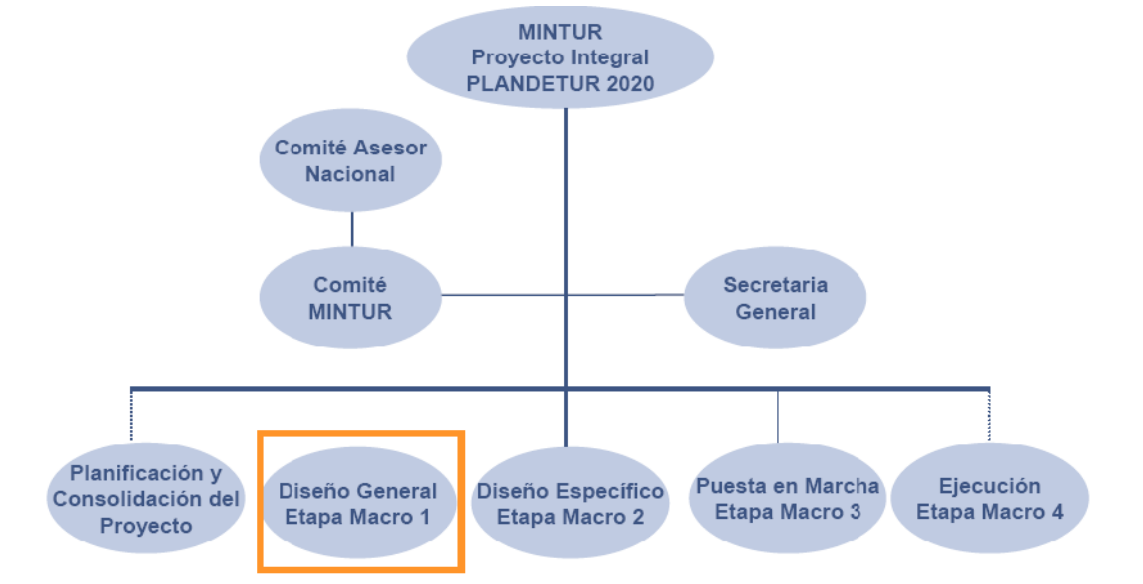 MINTUR
Proyecto Integral
PLANDETUR 2020
Comité Asesor
Nacional
Comité
MINTUR
Secretaria
General
Planificación y
Consolidación del
Proyecto
Diseño General
Etapa Macro 1
Diseño Específico
Etapa Macro 2
Puesta en Marcha
Etapa Macro 3
Ejecución
Etapa Macro 4